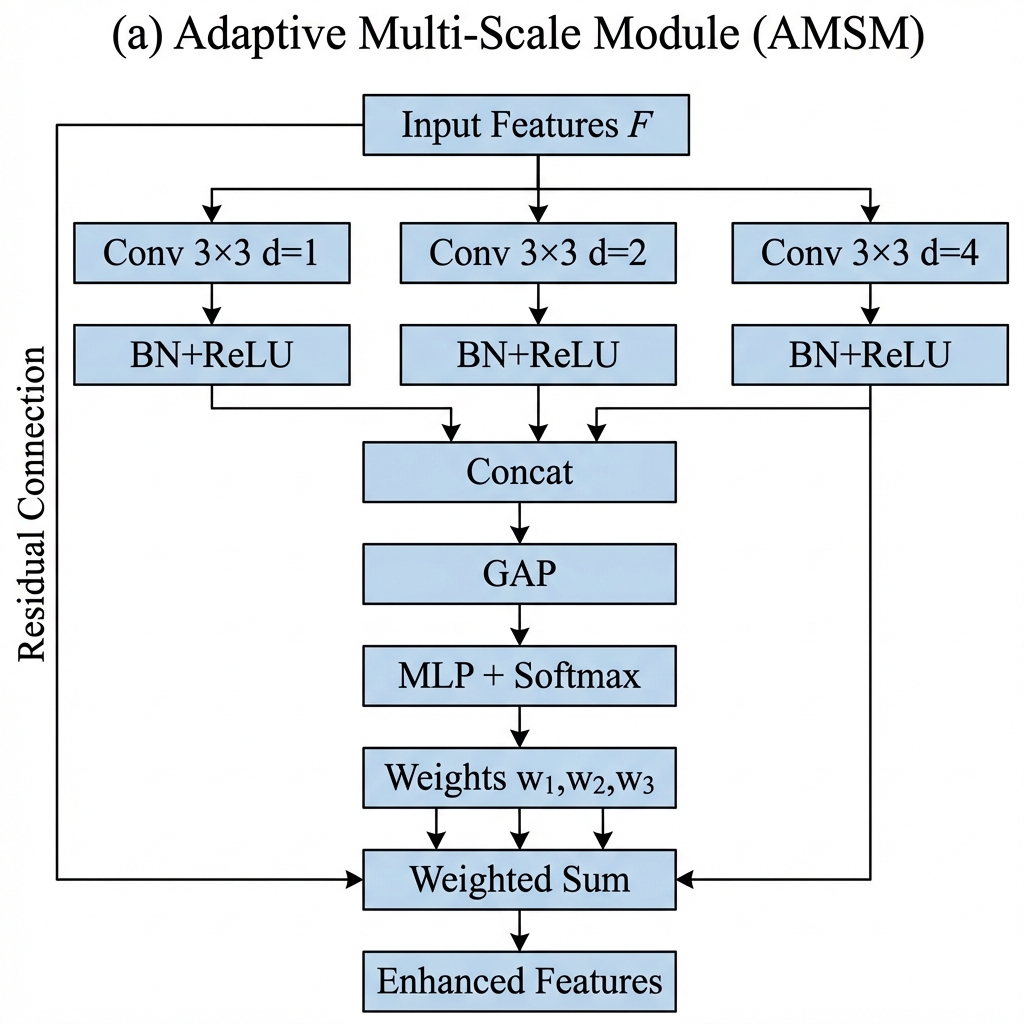 (a) Adaptive Multi-Scale Module (AMSM)
Input Features F
Conv 3×3 d=1
Conv 3×3 d=2
Conv 3×3 d=4
BN+ReLU
BN+ReLU
BN+ReLU
Residual Connection
Concat
GAP
MLP + Softmax
Weights w₁,w₂,w₃
Weighted Sum
Enhanced Features